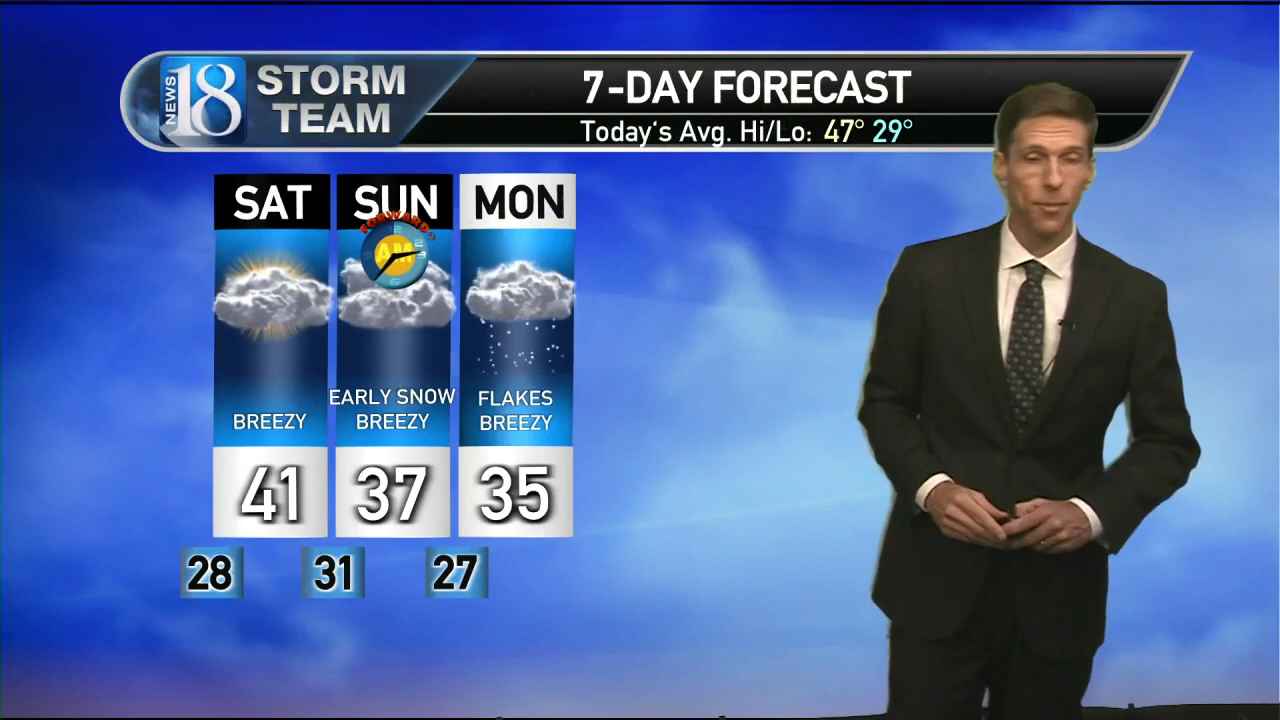 NEWS 18
STORM TEAM
7-DAY FORECAST
Today's Avg. Hi/Lo: 47° 29°
SAT
SUN
MON
FORWARD
AM
BREEZY
EARLY SNOW
BREEZY
FLAKES
BREEZY
41
37
35
28
31
27